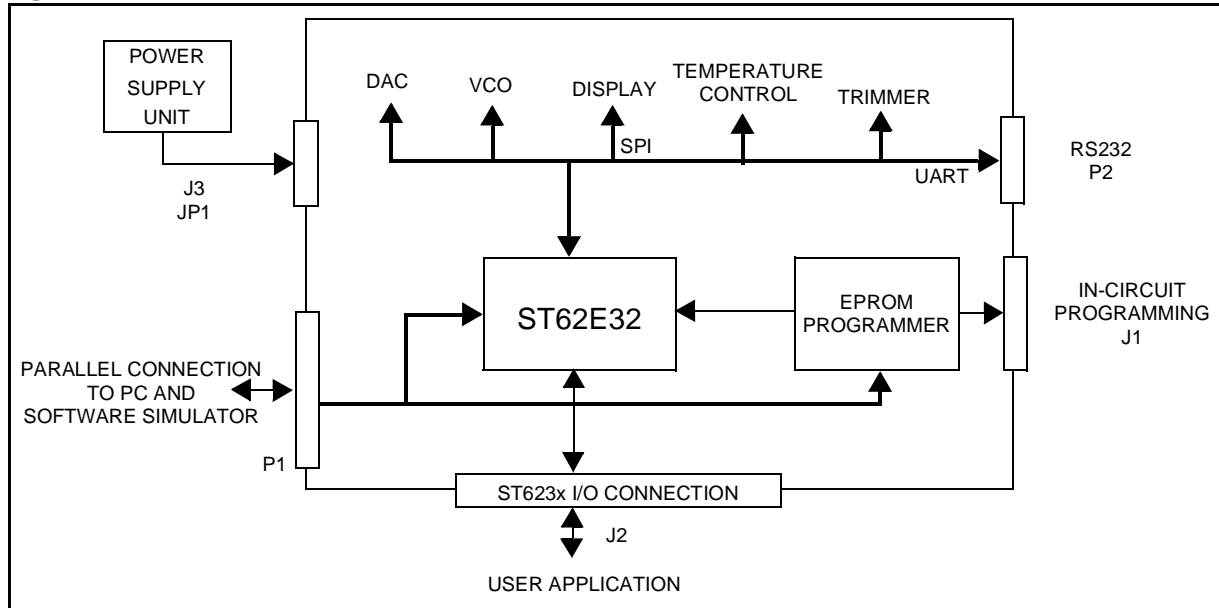 POWER
SUPPLY
UNIT
J3
JP1
DAC
VCO
DISPLAY
TEMPERATURE
CONTROL
TRIMMER
SPI
UART
RS232
P2
ST62E32
EPROM
PROGRAMMER
IN-CIRCUIT
PROGRAMMING
J1
PARALLEL CONNECTION
TO PC AND
SOFTWARE SIMULATOR
P1
ST623x I/O CONNECTION
J2
USER APPLICATION